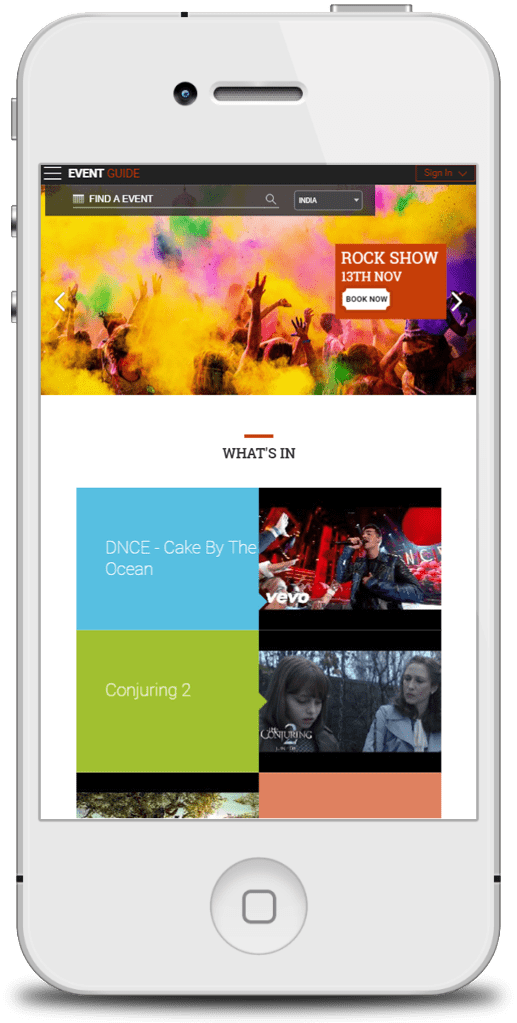 EVENT GUIDE
Sign In
FIND A EVENT
INDIA
ROCK SHOW
13TH NOV
BOOK NOW
WHAT'S IN
DNCE - Cake By The
Ocean
vevo
Conjuring 2
THE
CONJURING
2